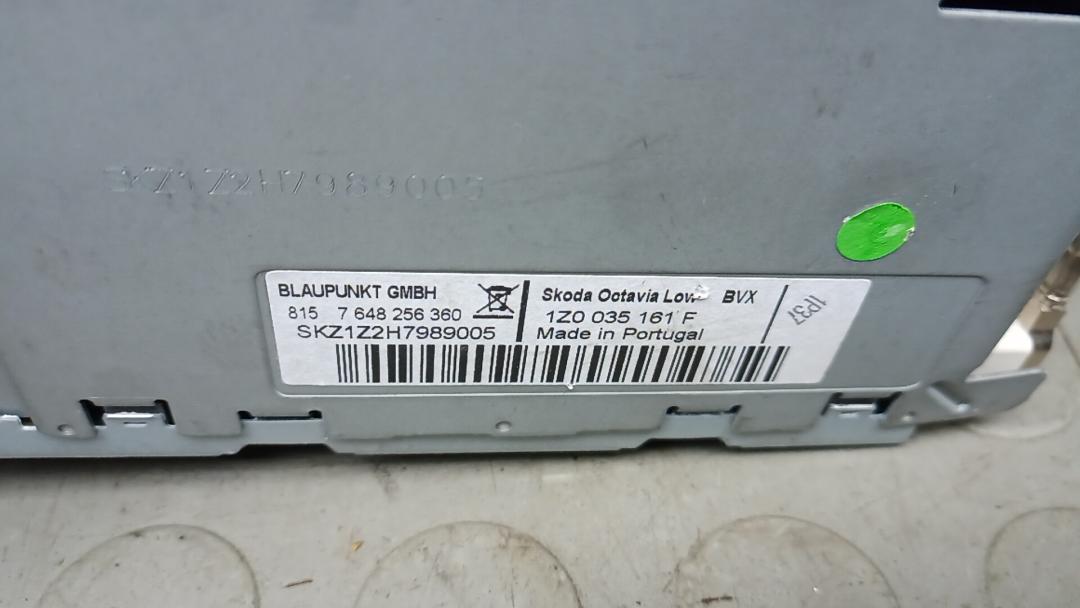 SKZ1Z2H7989005
BLAUPUNKT GMBH
815 7 648 256 360
SKZ1Z2H7989005
Skoda Octavia Low BVX
1Z0 035 161 F
Made in Portugal
1P37